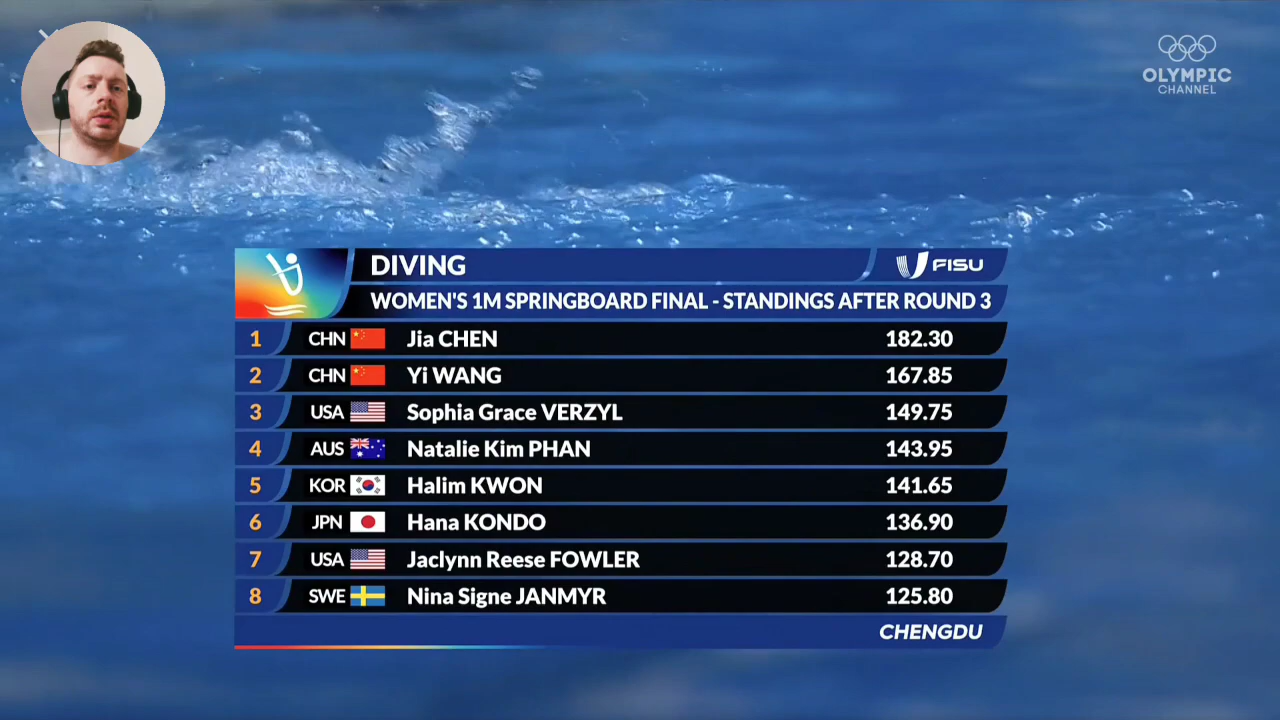 OLYMPIC
CHANNEL
DIVING
FISU
WOMEN'S 1M SPRINGBOARD FINAL - STANDINGS AFTER ROUND 3
1 CHN Jia CHEN 182.30
2 CHN Yi WANG 167.85
3 USA Sophia Grace VERZYL 149.75
4 AUS Natalie Kim PHAN 143.95
5 KOR Halim KWON 141.65
6 JPN Hana KONDO 136.90
7 USA Jaclynn Reese FOWLER 128.70
8 SWE Nina Signe JANMYR 125.80
CHENGDU